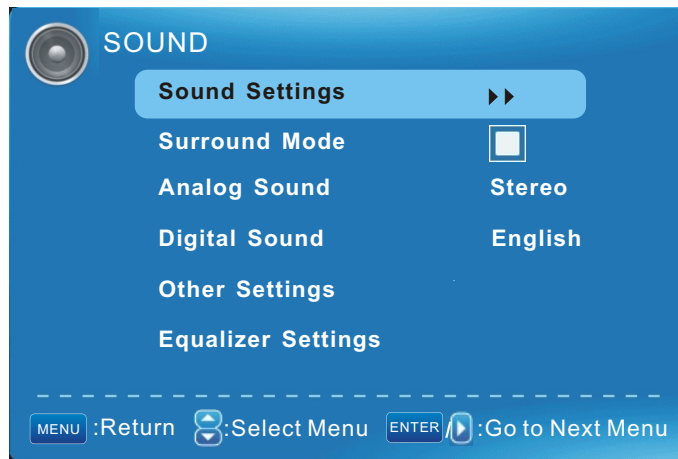 SOUND
Sound Settings
Surround Mode
Analog Sound Stereo
Digital Sound English
Other Settings
Equalizer Settings
MENU :Return :Select Menu ENTER / :Go to Next Menu